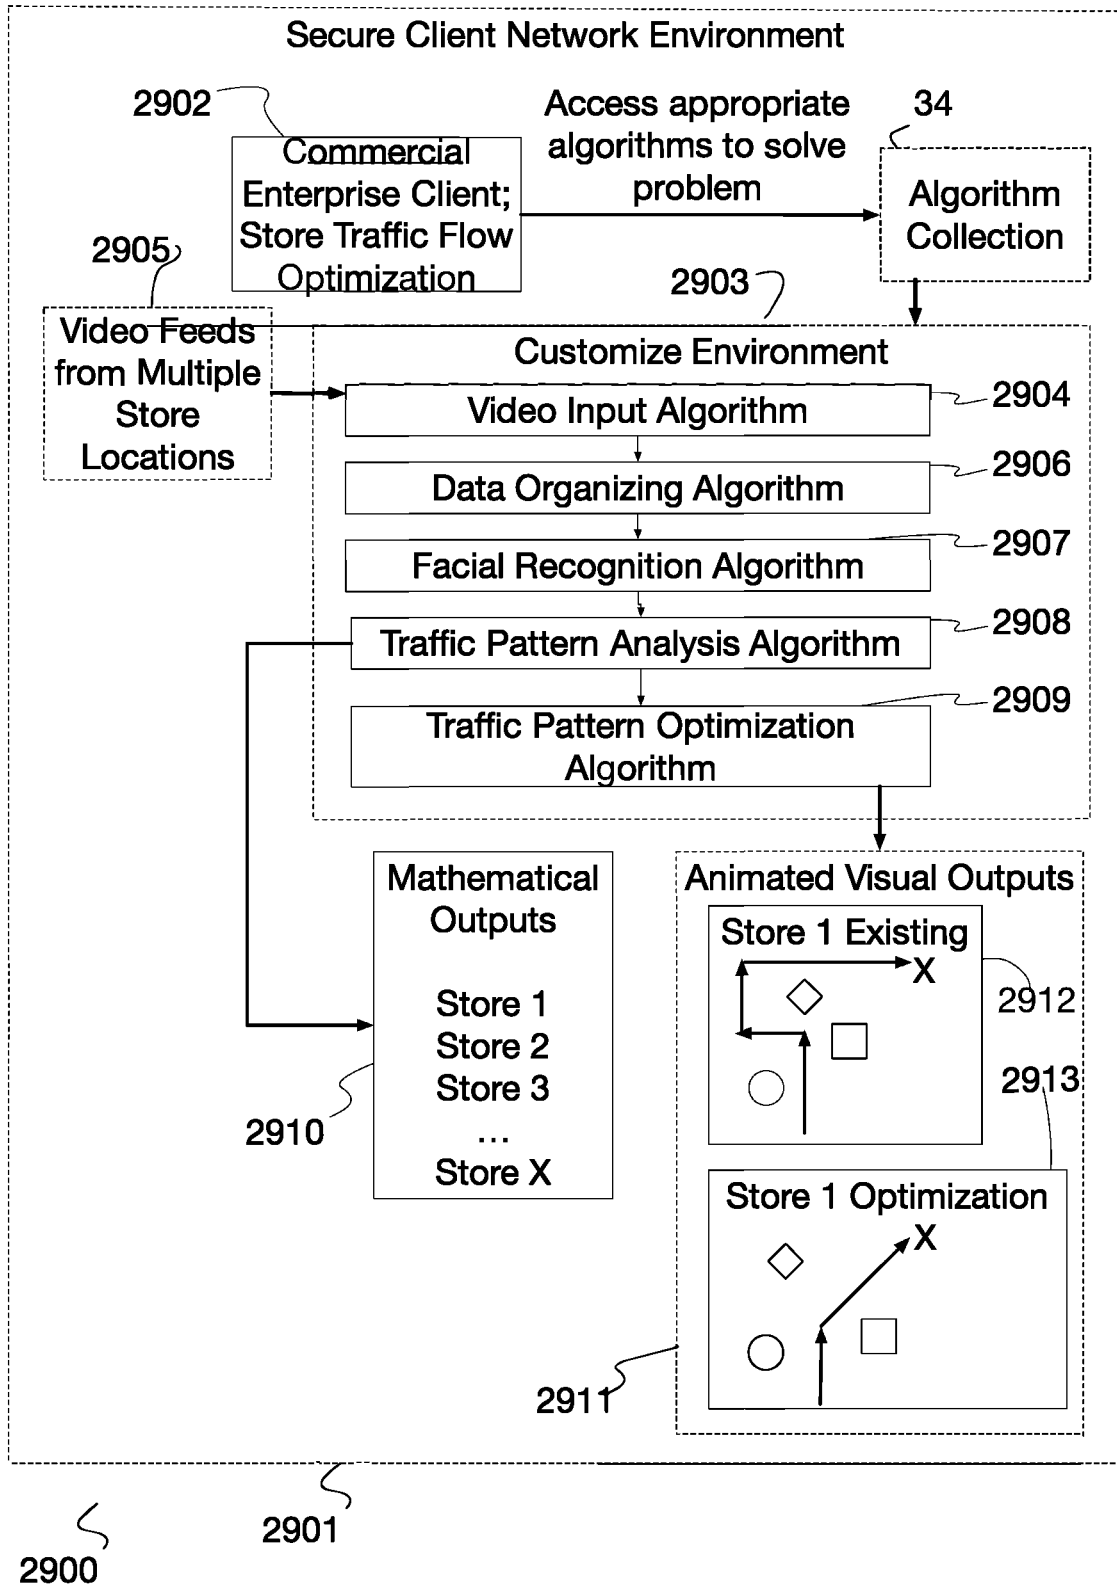 Secure Client Network Environment
2902
Commercial
Enterprise Client;
Store Traffic Flow
Optimization
Access appropriate
algorithms to solve
problem
34
Algorithm
Collection
2905
Video Feeds
from Multiple
Store
Locations
2903
Customize Environment
Video Input Algorithm
2904
Data Organizing Algorithm
2906
Facial Recognition Algorithm
2907
Traffic Pattern Analysis Algorithm
2908
Traffic Pattern Optimization
Algorithm
2909
Mathematical
Outputs
Store 1
Store 2
Store 3
...
Store X
2910
Animated Visual Outputs
Store 1 Existing
X
2912
2913
Store 1 Optimization
X
2911
2901
2900